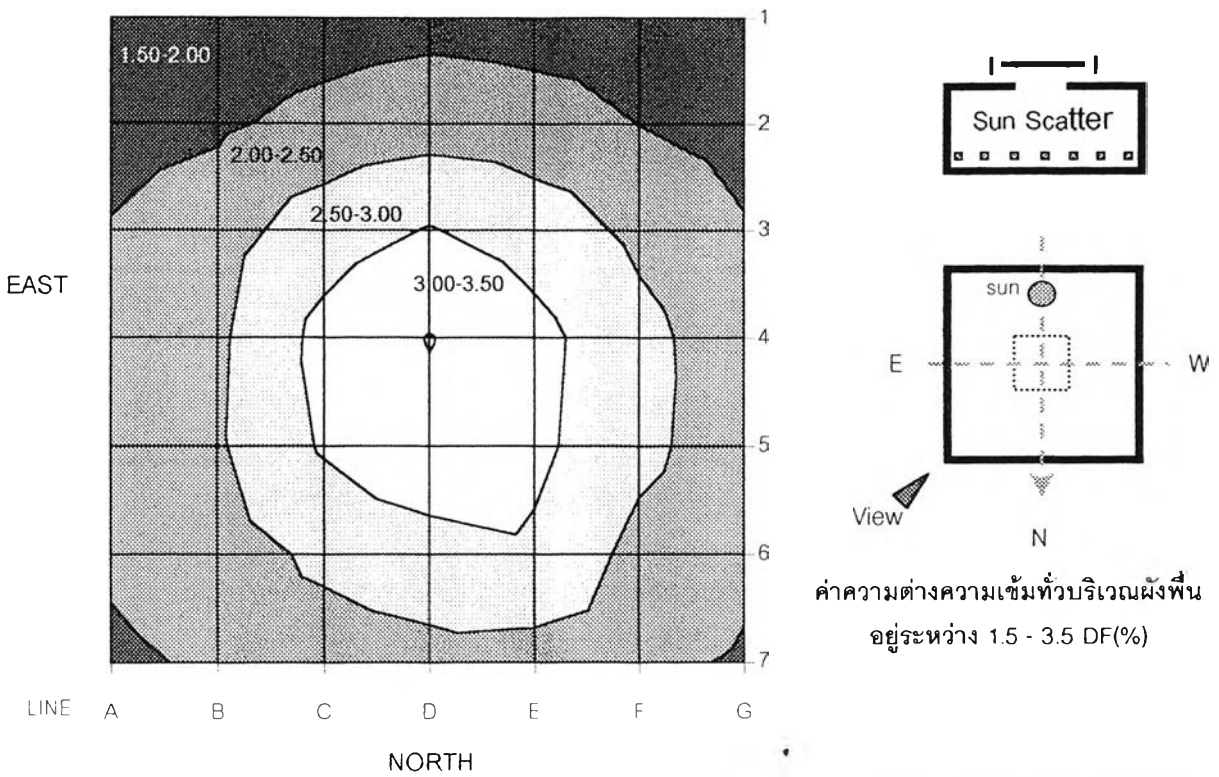 1.50-2.00
2.00-2.50
2.50-3.00
3.00-3.50
1
2
3
4
5
6
7
EAST
LINE A B C D E F G
NORTH
Sun Scatter
sun
E W
View
N
ค่าความต่างความเข้มทั่วบริเวณผังพื้น
อยู่ระหว่าง 1.5 - 3.5 DF(%)